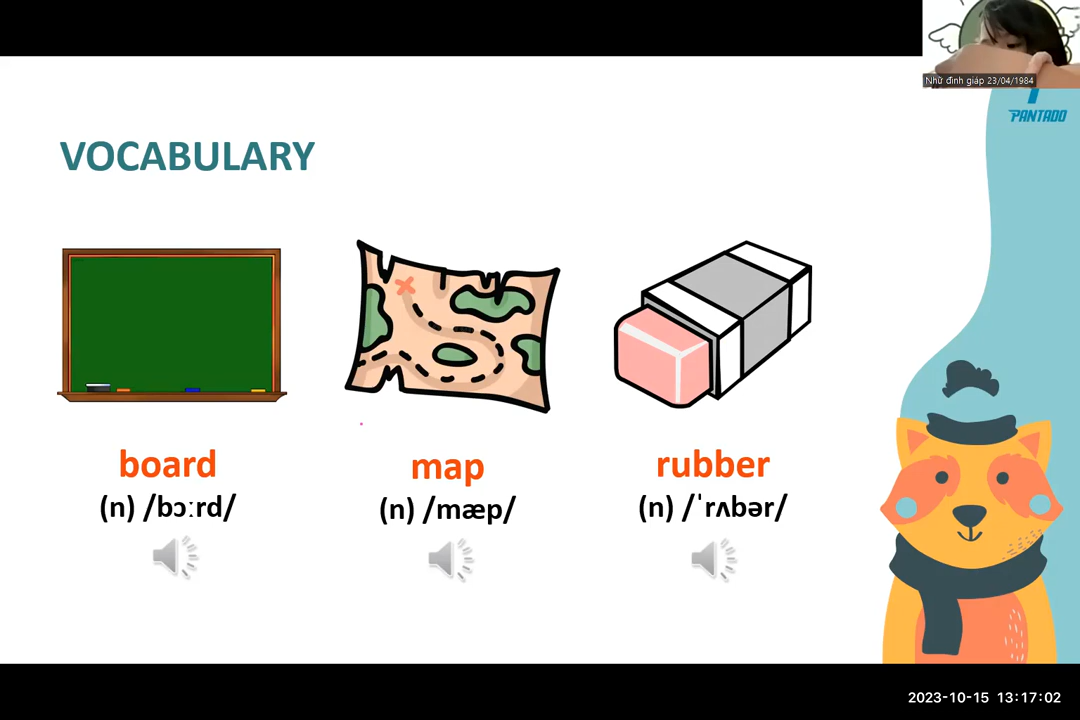 Nhữ đình giáp 23/04/1984
PANTADO
VOCABULARY
board
(n) /bɔːrd/
map
(n) /mæp/
rubber
(n) /ˈrʌbər/
2023-10-15 13:17:02